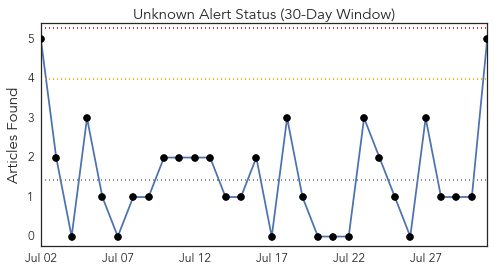 Unknown Alert Status (30-Day Window)
Articles Found
5
4
3
2
1
0
Jul 02
Jul 07
Jul 12
Jul 17
Jul 22
Jul 27